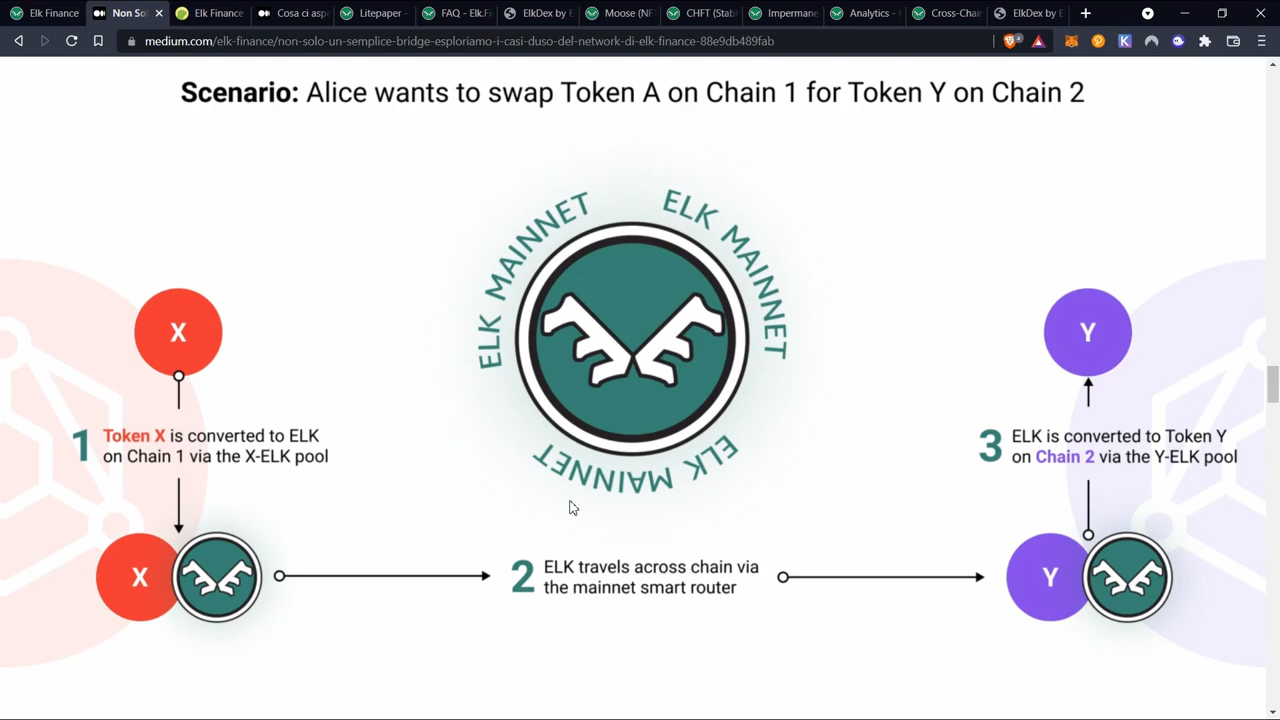 Elk Finance
Non So
Elk Finance
Cosa ci asp
Litepaper -
FAQ - Elk.Fi
ElkDex by E
Moose (NF
CHFT (Stab
Imperman
Analytics -
Cross-Chai
ElkDex by E
medium.com/elk-finance/non-solo-un-semplice-bridge-esploriamo-i-casi-duso-del-network-di-elk-finance-88e9db489fab
Scenario: Alice wants to swap Token A on Chain 1 for Token Y on Chain 2
ELK MAINNET
ELK MAINNET
ELK MAINNET
X
Y
1
Token X is converted to ELK
on Chain 1 via the X-ELK pool
3
ELK is converted to Token Y
on Chain 2 via the Y-ELK pool
X
2
ELK travels across chain via
the mainnet smart router
Y